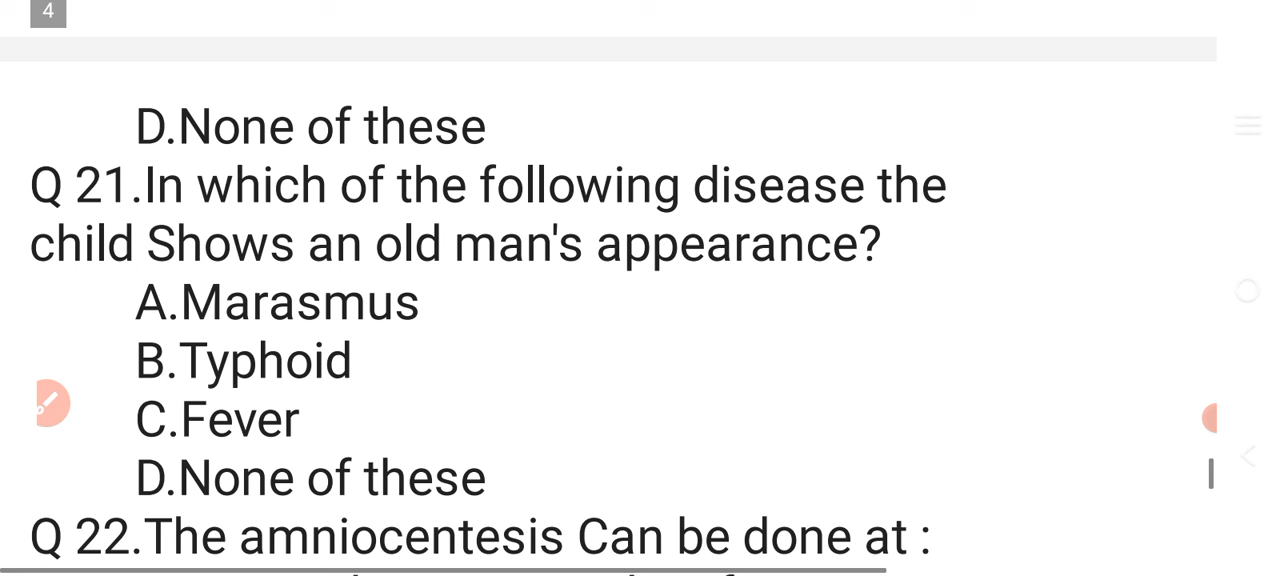 4
D.None of these
Q 21.In which of the following disease the
child Shows an old man's appearance?
A.Marasmus
B.Typhoid
C.Fever
D.None of these
Q 22.The amniocentesis Can be done at :